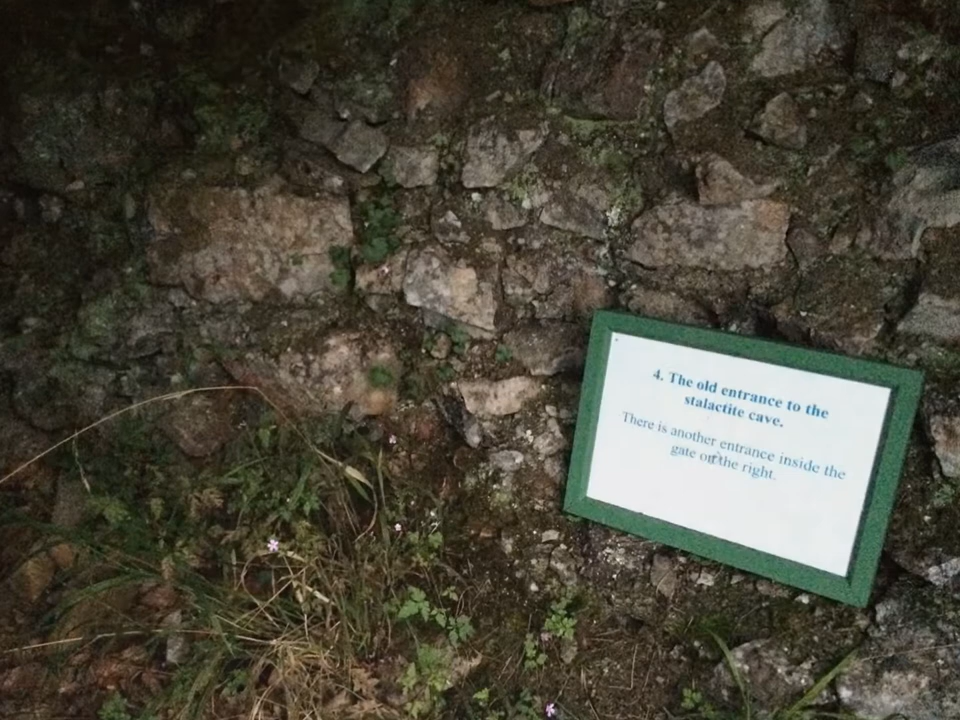 4. The old entrance to the
stalactite cave.
There is another entrance inside the
gate on the right.